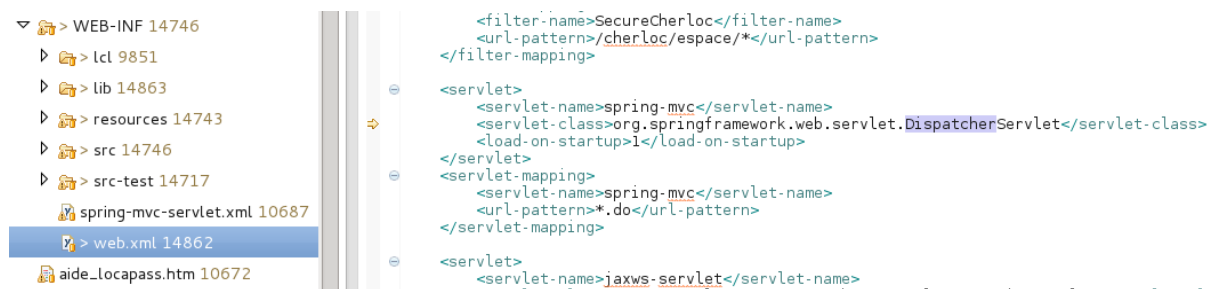 > WEB-INF 14746
> lcl 9851
> lib 14863
> resources 14743
> src 14746
> src-test 14717
spring-mvc-servlet.xml 10687
> web.xml 14862
aide_locapass.htm 10672
<filter-name>SecureCherloc</filter-name>
<url-pattern>/cherloc/espace/*</url-pattern>
</filter-mapping>
<servlet>
<servlet-name>spring-mvc</servlet-name>
<servlet-class>org.springframework.web.servlet.DispatcherServlet</servlet-class>
<load-on-startup>1</load-on-startup>
</servlet>
<servlet-mapping>
<servlet-name>spring-mvc</servlet-name>
<url-pattern>*.do</url-pattern>
</servlet-mapping>
<servlet>
<servlet-name>jaxws-servlet</servlet-name>